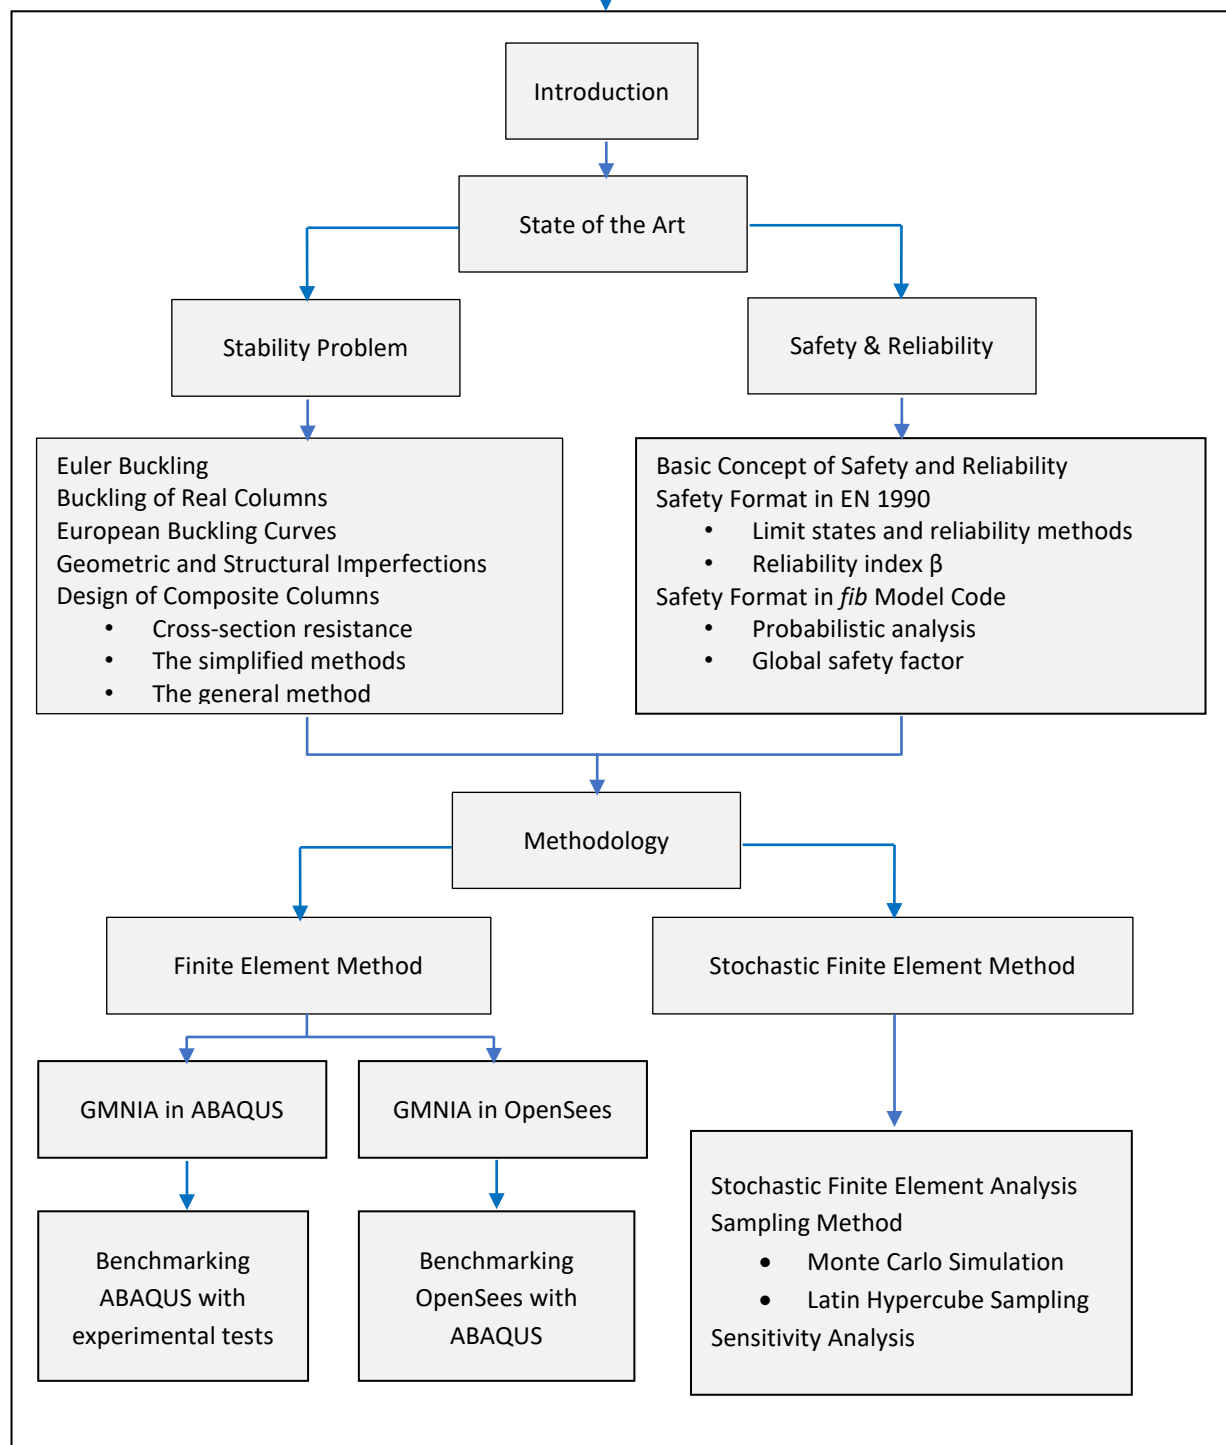 Introduction
State of the Art
Stability Problem
Safety & Reliability
Euler Buckling
Buckling of Real Columns
European Buckling Curves
Geometric and Structural Imperfections
Design of Composite Columns
• Cross-section resistance
• The simplified methods
• The general method
Basic Concept of Safety and Reliability
Safety Format in EN 1990
• Limit states and reliability methods
• Reliability index β
Safety Format in fib Model Code
• Probabilistic analysis
• Global safety factor
Methodology
Finite Element Method
Stochastic Finite Element Method
GMNIA in ABAQUS
GMNIA in OpenSees
Benchmarking
ABAQUS with
experimental tests
Benchmarking
OpenSees with
ABAQUS
Stochastic Finite Element Analysis
Sampling Method
• Monte Carlo Simulation
• Latin Hypercube Sampling
Sensitivity Analysis